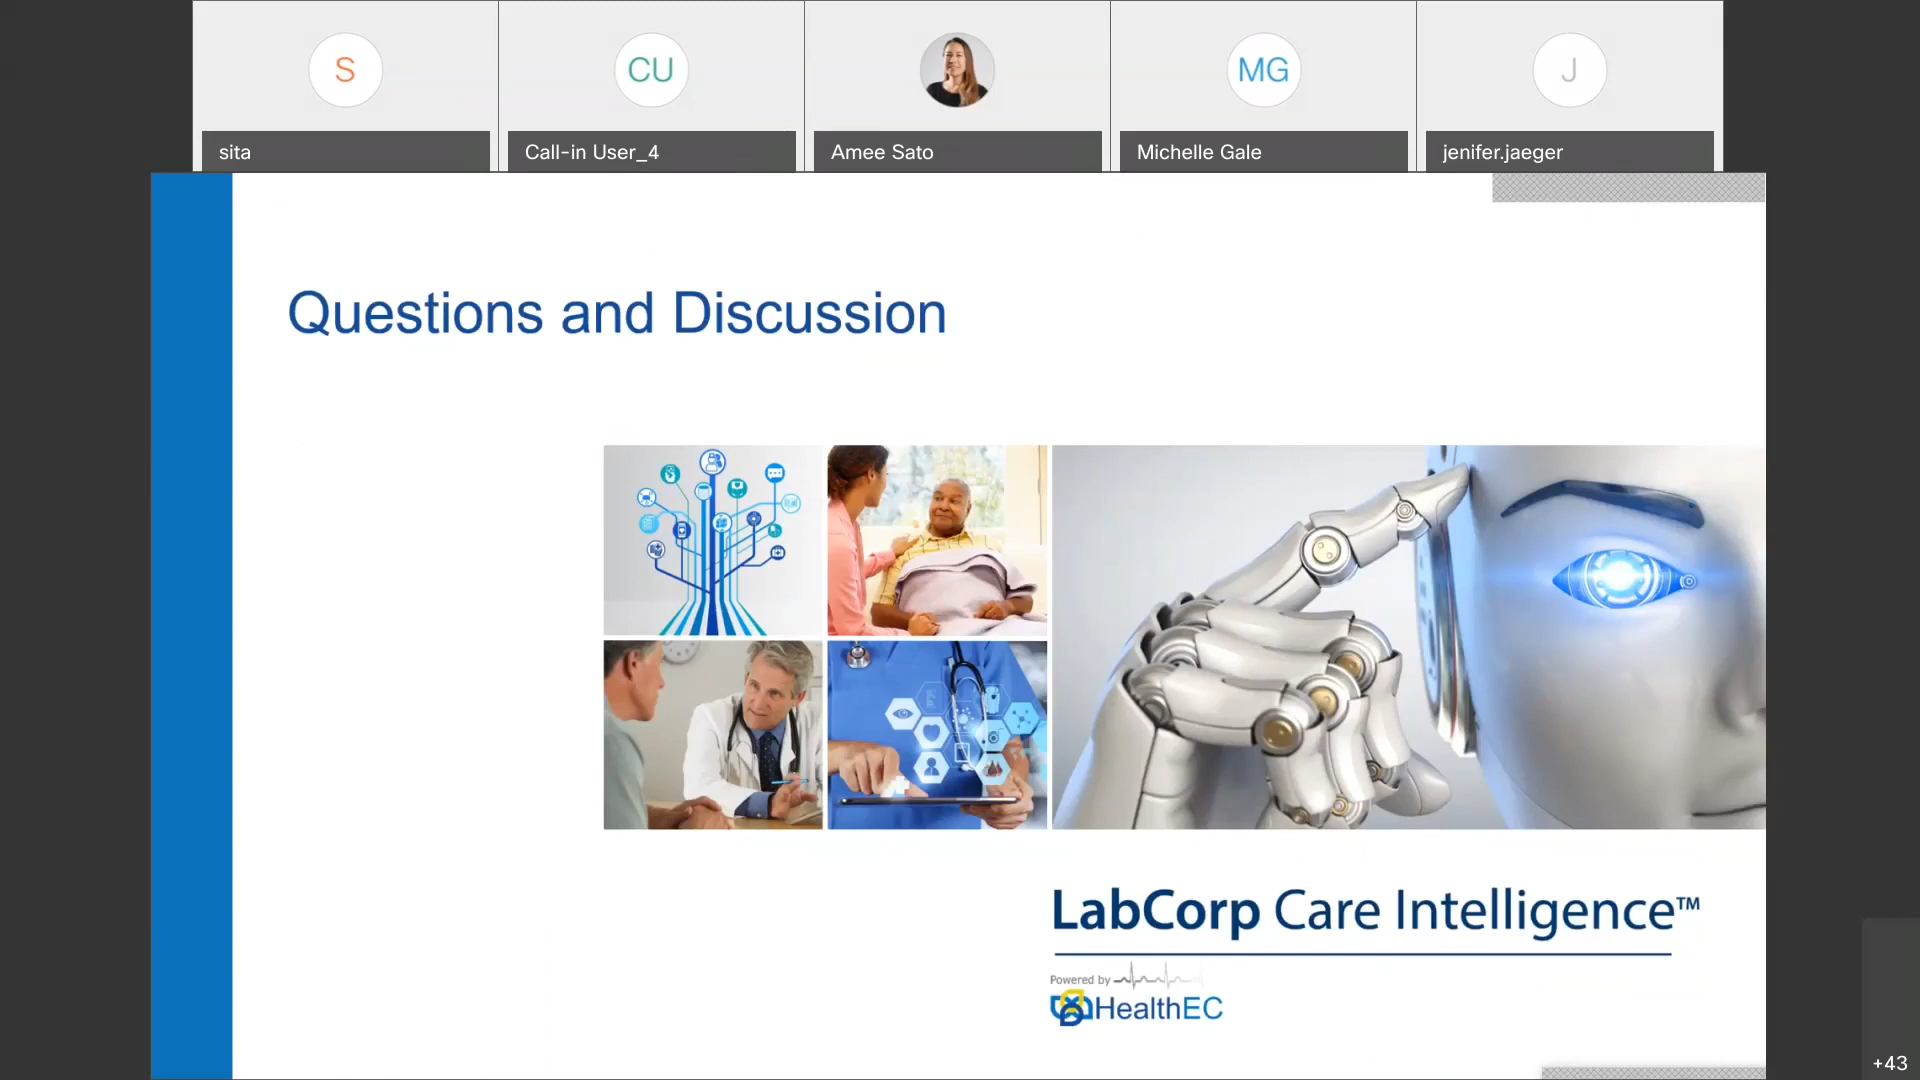 S
CU
MG
J
sita
Call-in User_4
Amee Sato
Michelle Gale
jenifer.jaeger
Questions and Discussion
LabCorp Care Intelligence™
Powered by
HealthEC
+43